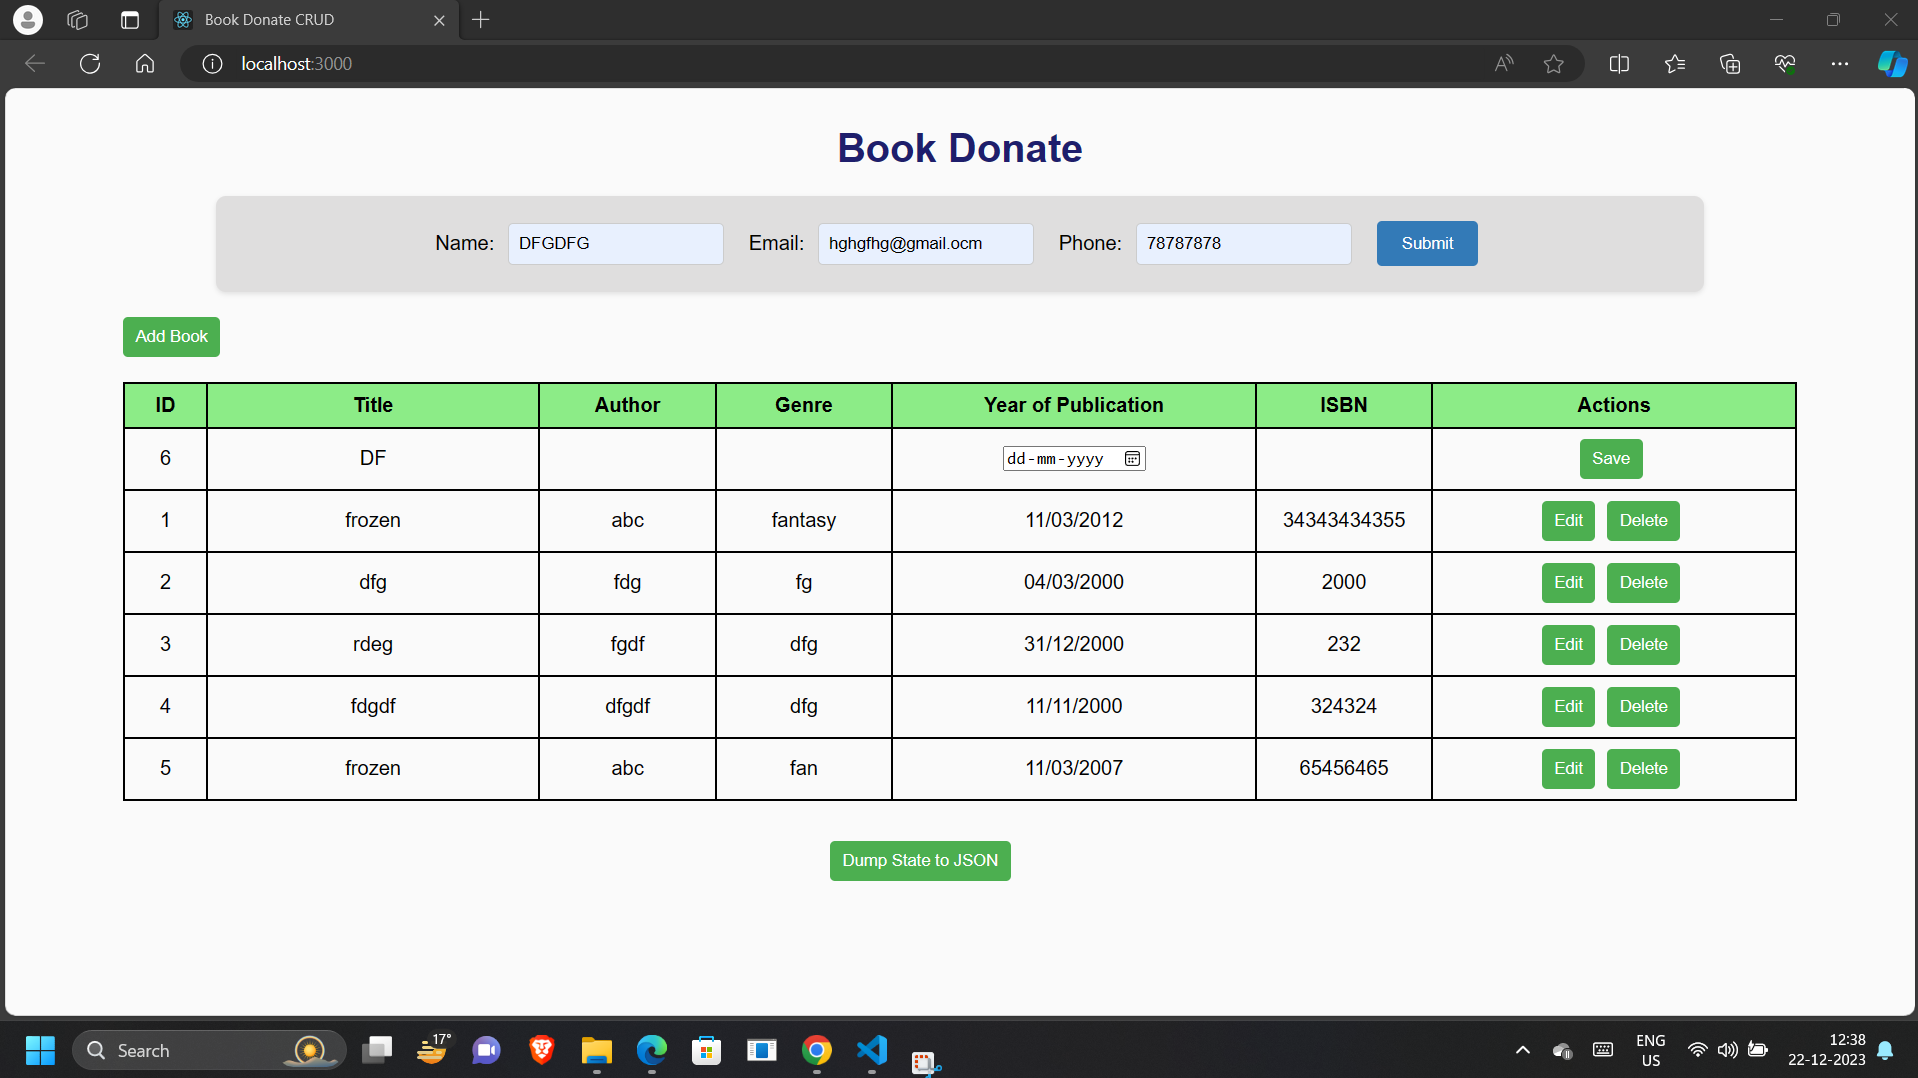 Book Donate CRUD
localhost:3000
Book Donate
Name: DFGDFG Email: hghgfhg@gmail.ocm Phone: 78787878 Submit
Add Book
ID Title Author Genre Year of Publication ISBN Actions
6 DF dd-mm-yyyy Save
1 frozen abc fantasy 11/03/2012 34343434355 Edit Delete
2 dfg fdg fg 04/03/2000 2000 Edit Delete
3 rdeg fgdf dfg 31/12/2000 232 Edit Delete
4 fdgdf dfgdf dfg 11/11/2000 324324 Edit Delete
5 frozen abc fan 11/03/2007 65456465 Edit Delete
Dump State to JSON
Search 17° ENG 12:38
US 22-12-2023